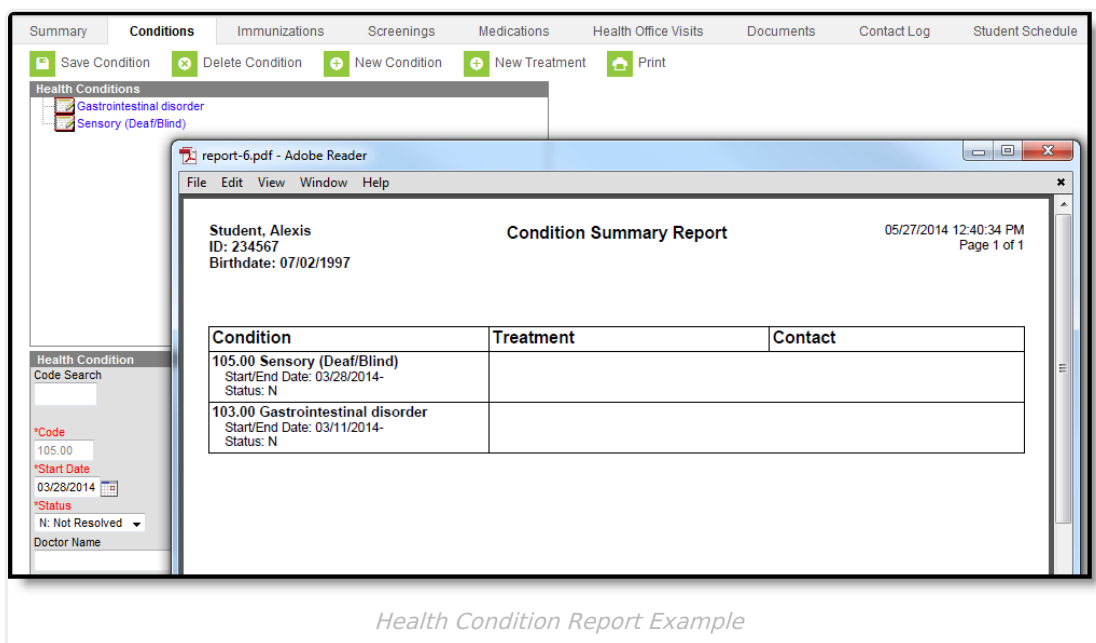 Summary Conditions Immunizations Screenings Medications Health Office Visits Documents Contact Log Student Schedule
Save Condition Delete Condition New Condition New Treatment Print
Health Conditions
Gastrointestinal disorder
Sensory (Deaf/Blind)
report-6.pdf - Adobe Reader
File Edit View Window Help
Student, Alexis
ID: 234567
Birthdate: 07/02/1997
Condition Summary Report
05/27/2014 12:40:34 PM
Page 1 of 1
Condition Treatment Contact
105.00 Sensory (Deaf/Blind)
Start/End Date: 03/28/2014-
Status: N
103.00 Gastrointestinal disorder
Start/End Date: 03/11/2014-
Status: N
Health Condition
Code Search
*Code
105.00
*Start Date
03/28/2014
*Status
N: Not Resolved
Doctor Name
Health Condition Report Example